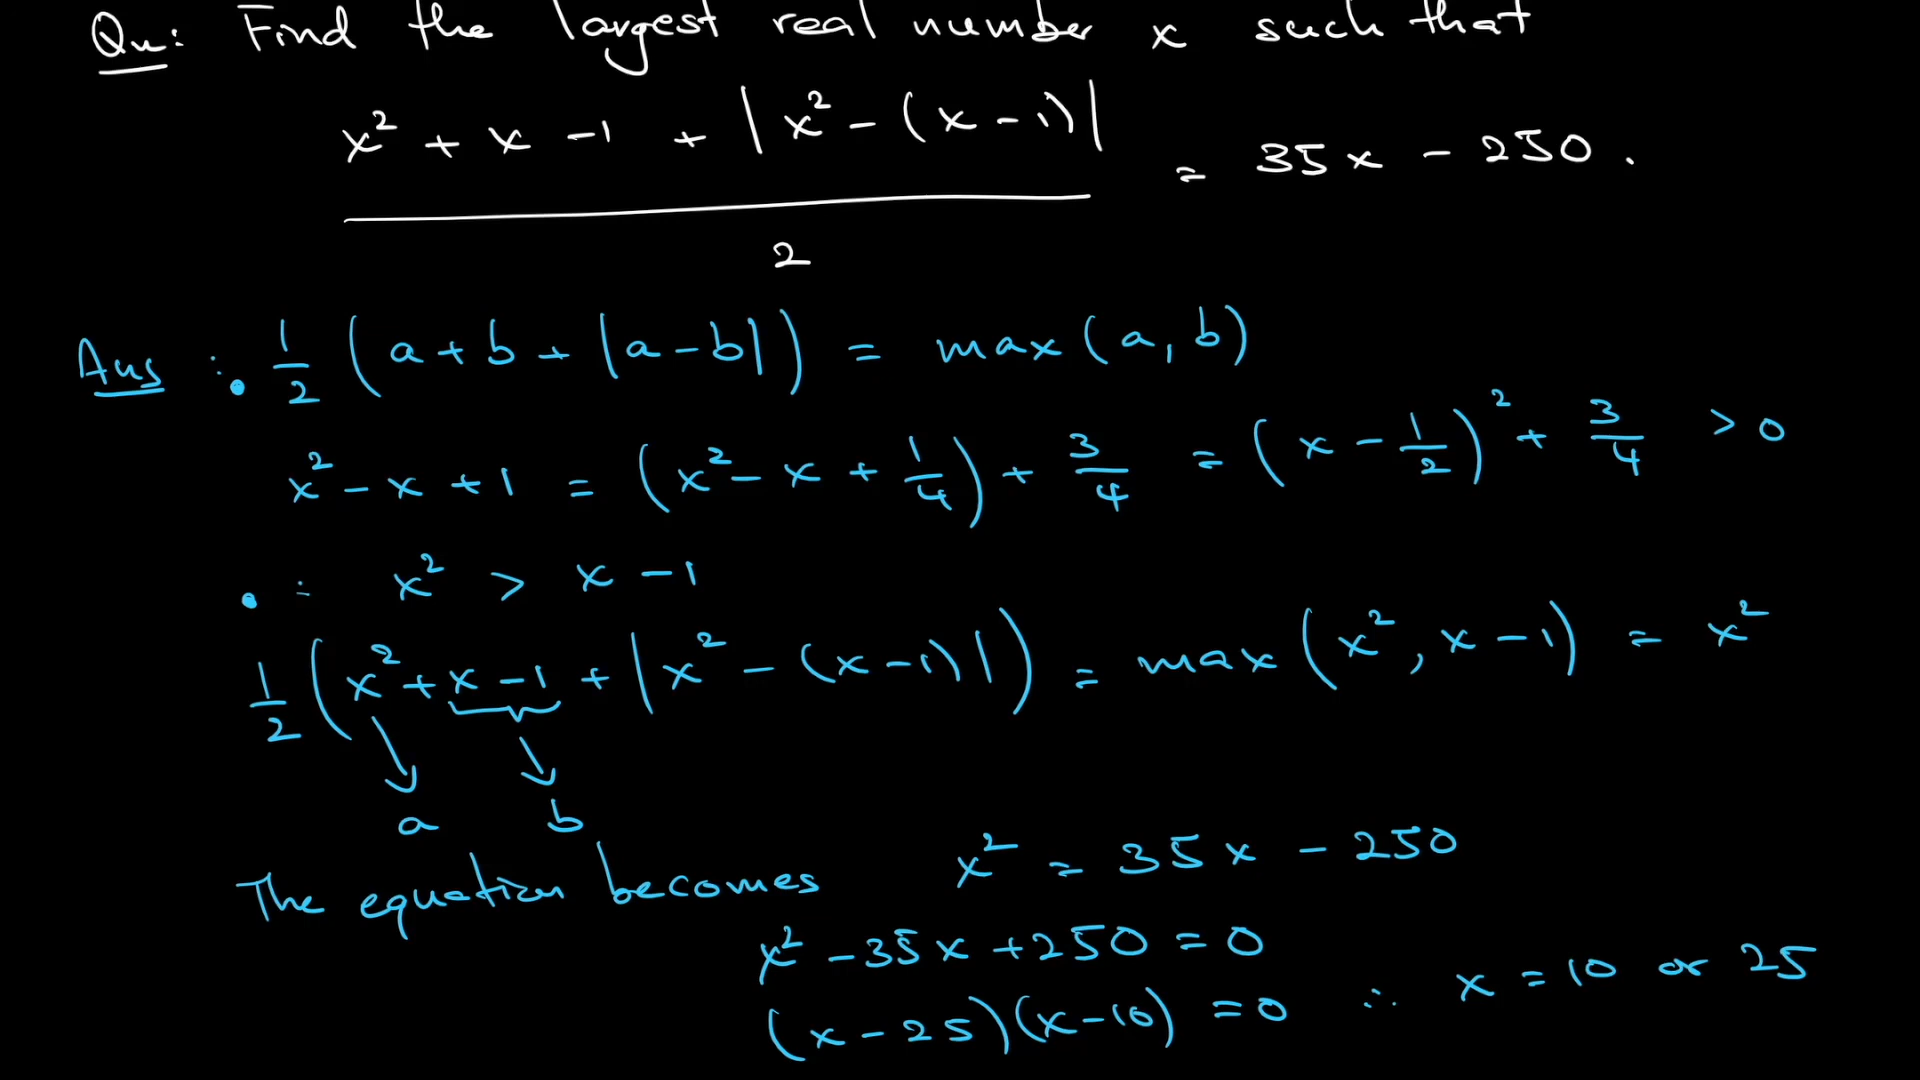 Qu: Find the largest real number x such that
(x² + x - 1 + |x² - (x - 1)|) / 2 = 35x - 250.
Ans : • 1/2 (a + b + |a - b|) = max(a, b)
x² - x + 1 = (x² - x + 1/4) + 3/4 = (x - 1/2)² + 3/4 > 0
• ∴ x² > x - 1
1/2 (x² + x - 1 + |x² - (x - 1)|) = max(x², x - 1) = x²
a b
The equation becomes x² = 35x - 250
x² - 35x + 250 = 0
(x - 25)(x - 10) = 0 ∴ x = 10 or 25